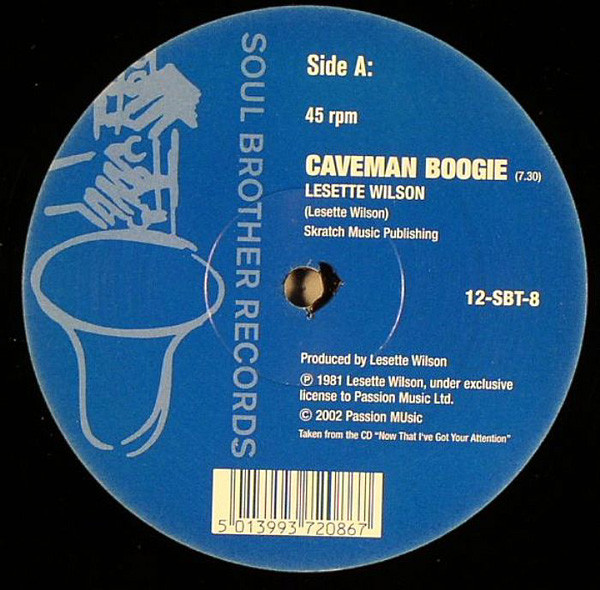 SOUL BROTHER RECORDS
Side A:
45 rpm
CAVEMAN BOOGIE (7.30)
LESETTE WILSON
(Lesette Wilson)
Skratch Music Publishing
12-SBT-8
Produced by Lesette Wilson
℗ 1981 Lesette Wilson, under exclusive
license to Passion Music Ltd.
© 2002 Passion MUsic
Taken from the CD "Now That I've Got Your Attention"
5 013993 720867